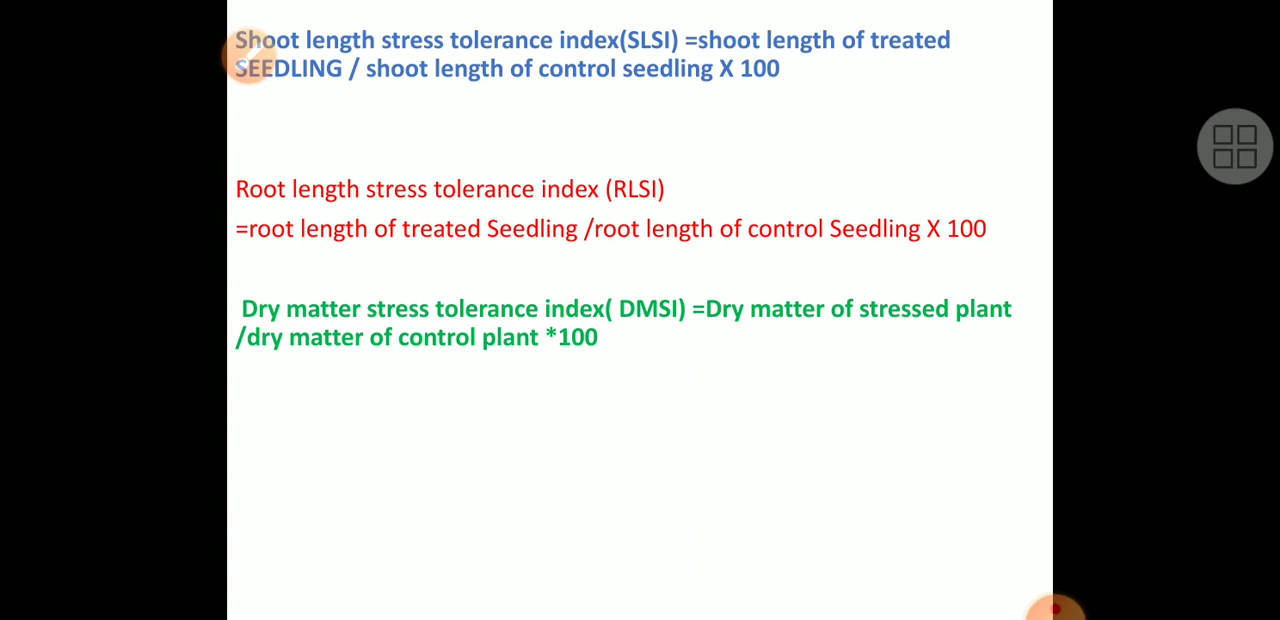 Shoot length stress tolerance index(SLSI) =shoot length of treated
SEEDLING / shoot length of control seedling X 100
Root length stress tolerance index (RLSI)
=root length of treated Seedling /root length of control Seedling X 100
Dry matter stress tolerance index( DMSI) =Dry matter of stressed plant
/dry matter of control plant *100